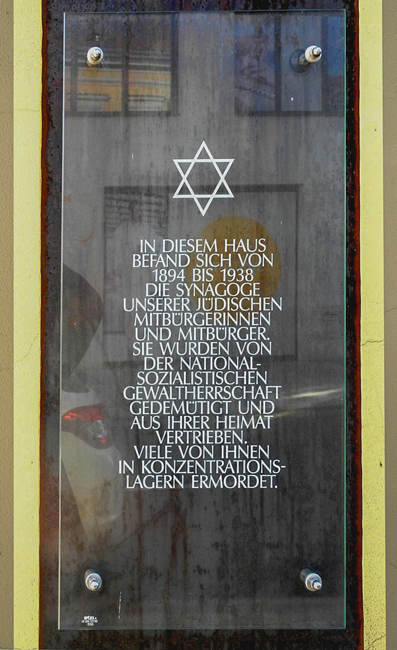 IN DIESEM HAUS
BEFAND SICH VON
1894 BIS 1938
DIE SYNAGOGE
UNSERER JÜDISCHEN
MITBÜRGERINNEN
UND MITBÜRGER.
SIE WURDEN VON
DER NATIONAL-
SOZIALISTISCHEN
GEWALTHERRSCHAFT
GEDEMÜTIGT UND
AUS IHRER HEIMAT
VERTRIEBEN.
VIELE VON IHNEN
IN KONZENTRATIONS-
LAGERN ERMORDET.